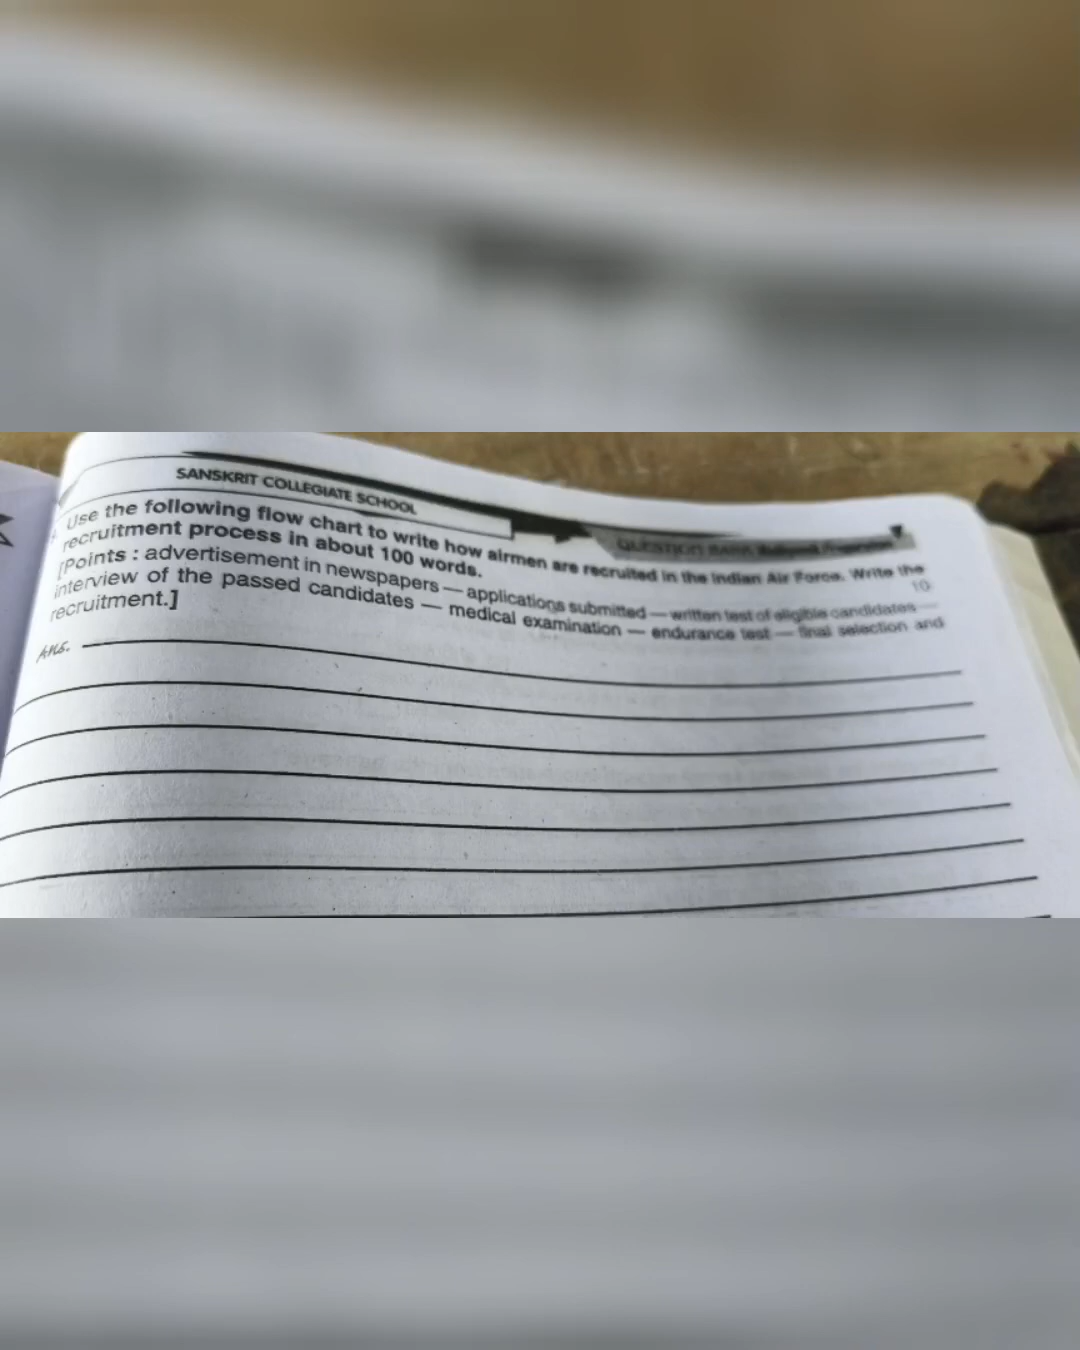 SANSKRIT COLLEGIATE SCHOOL
QUESTION BANK
Use the following flow chart to write how airmen are recruited in the Indian Air Force. Write the
recruitment process in about 100 words. 10
[Points : advertisement in newspapers — applications submitted — written test of eligible candidates —
interview of the passed candidates — medical examination — endurance test — final selection and
recruitment.]
Ans.